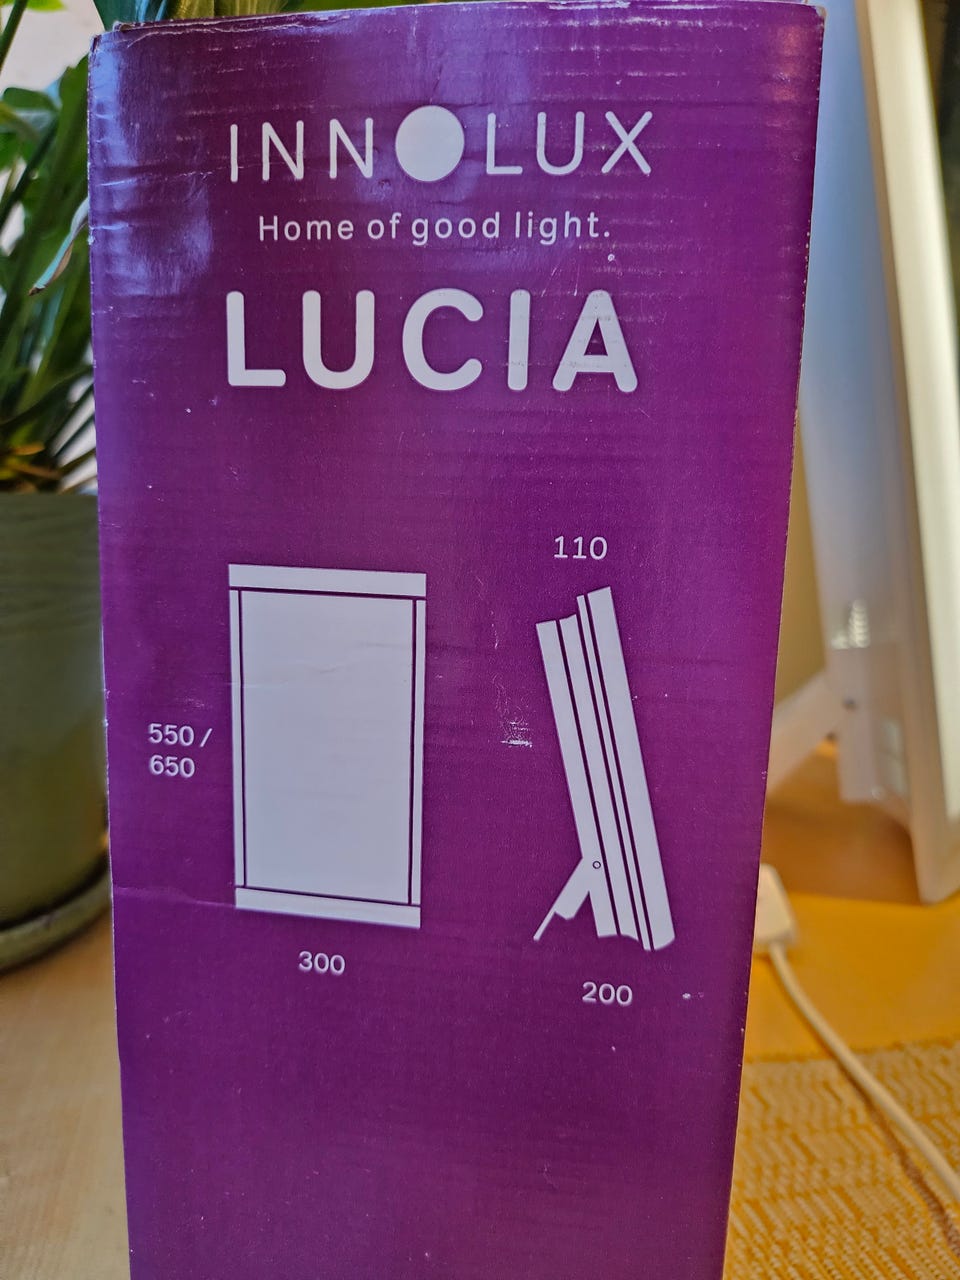 INNOLUX
Home of good light.
LUCIA
110
550 /
650
300
200